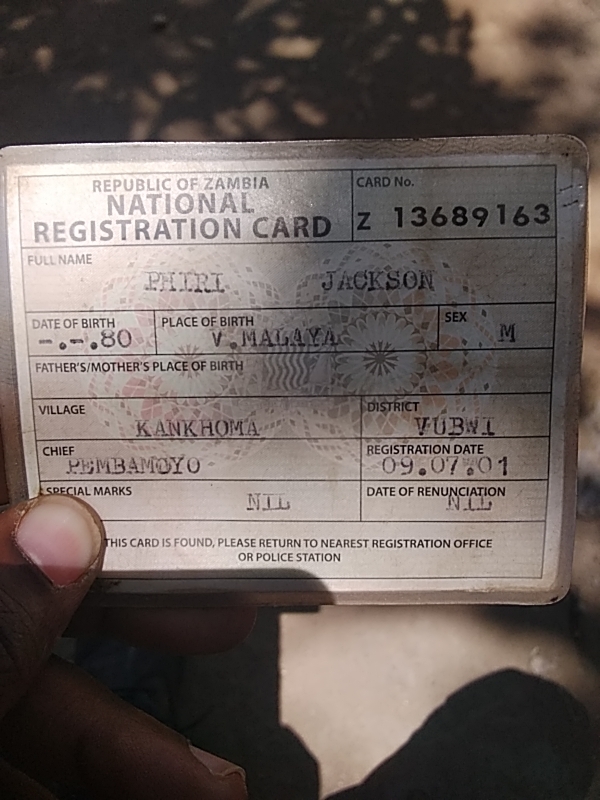 REPUBLIC OF ZAMBIA
NATIONAL
REGISTRATION CARD
CARD No.
Z 13689163
FULL NAME
PHIRI JACKSON
DATE OF BIRTH
-.-.80
PLACE OF BIRTH
V.MALAYA
SEX
M
FATHER'S/MOTHER'S PLACE OF BIRTH
VILLAGE
KANKHOMA
DISTRICT
VUBWI
CHIEF
PEMBAMOYO
REGISTRATION DATE
09.07.01
SPECIAL MARKS
NIL
DATE OF RENUNCIATION
NIL
THIS CARD IS FOUND, PLEASE RETURN TO NEAREST REGISTRATION OFFICE
OR POLICE STATION